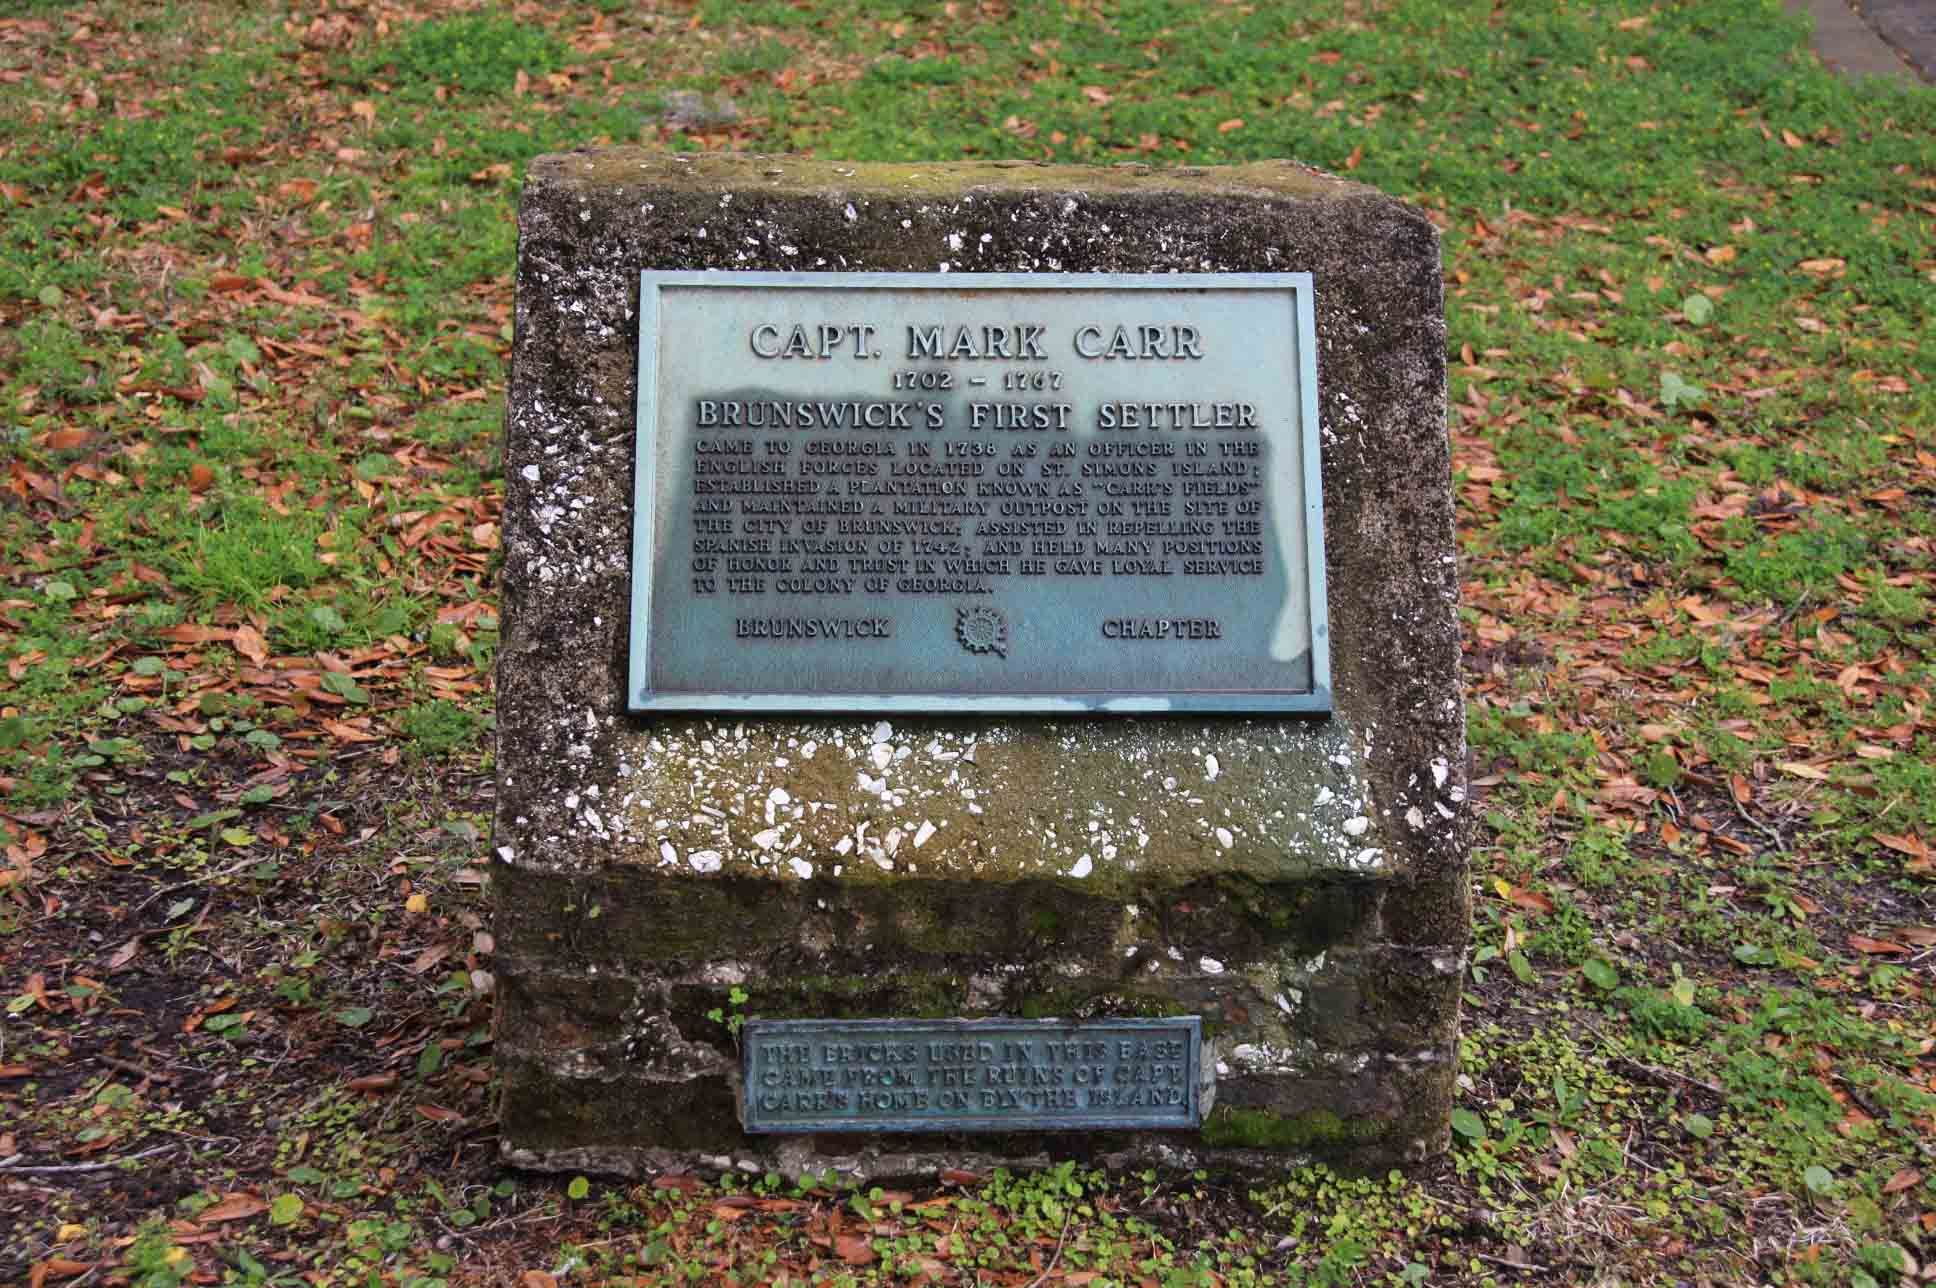 CAPT. MARK CARR
1702 - 1767
BRUNSWICK'S FIRST SETTLER
CAME TO GEORGIA IN 1738 AS AN OFFICER IN THE
ENGLISH FORCES LOCATED ON ST. SIMONS ISLAND;
ESTABLISHED A PLANTATION KNOWN AS "CARR'S FIELDS"
AND MAINTAINED A MILITARY OUTPOST ON THE SITE OF
THE CITY OF BRUNSWICK; ASSISTED IN REPELLING THE
SPANISH INVASION OF 1742; AND HELD MANY POSITIONS
OF HONOR AND TRUST IN WHICH HE GAVE LOYAL SERVICE
TO THE COLONY OF GEORGIA.
BRUNSWICK CHAPTER
THE BRICKS USED IN THIS BASE
CAME FROM THE RUINS OF CAPT.
CARR'S HOME ON BLYTHE ISLAND.